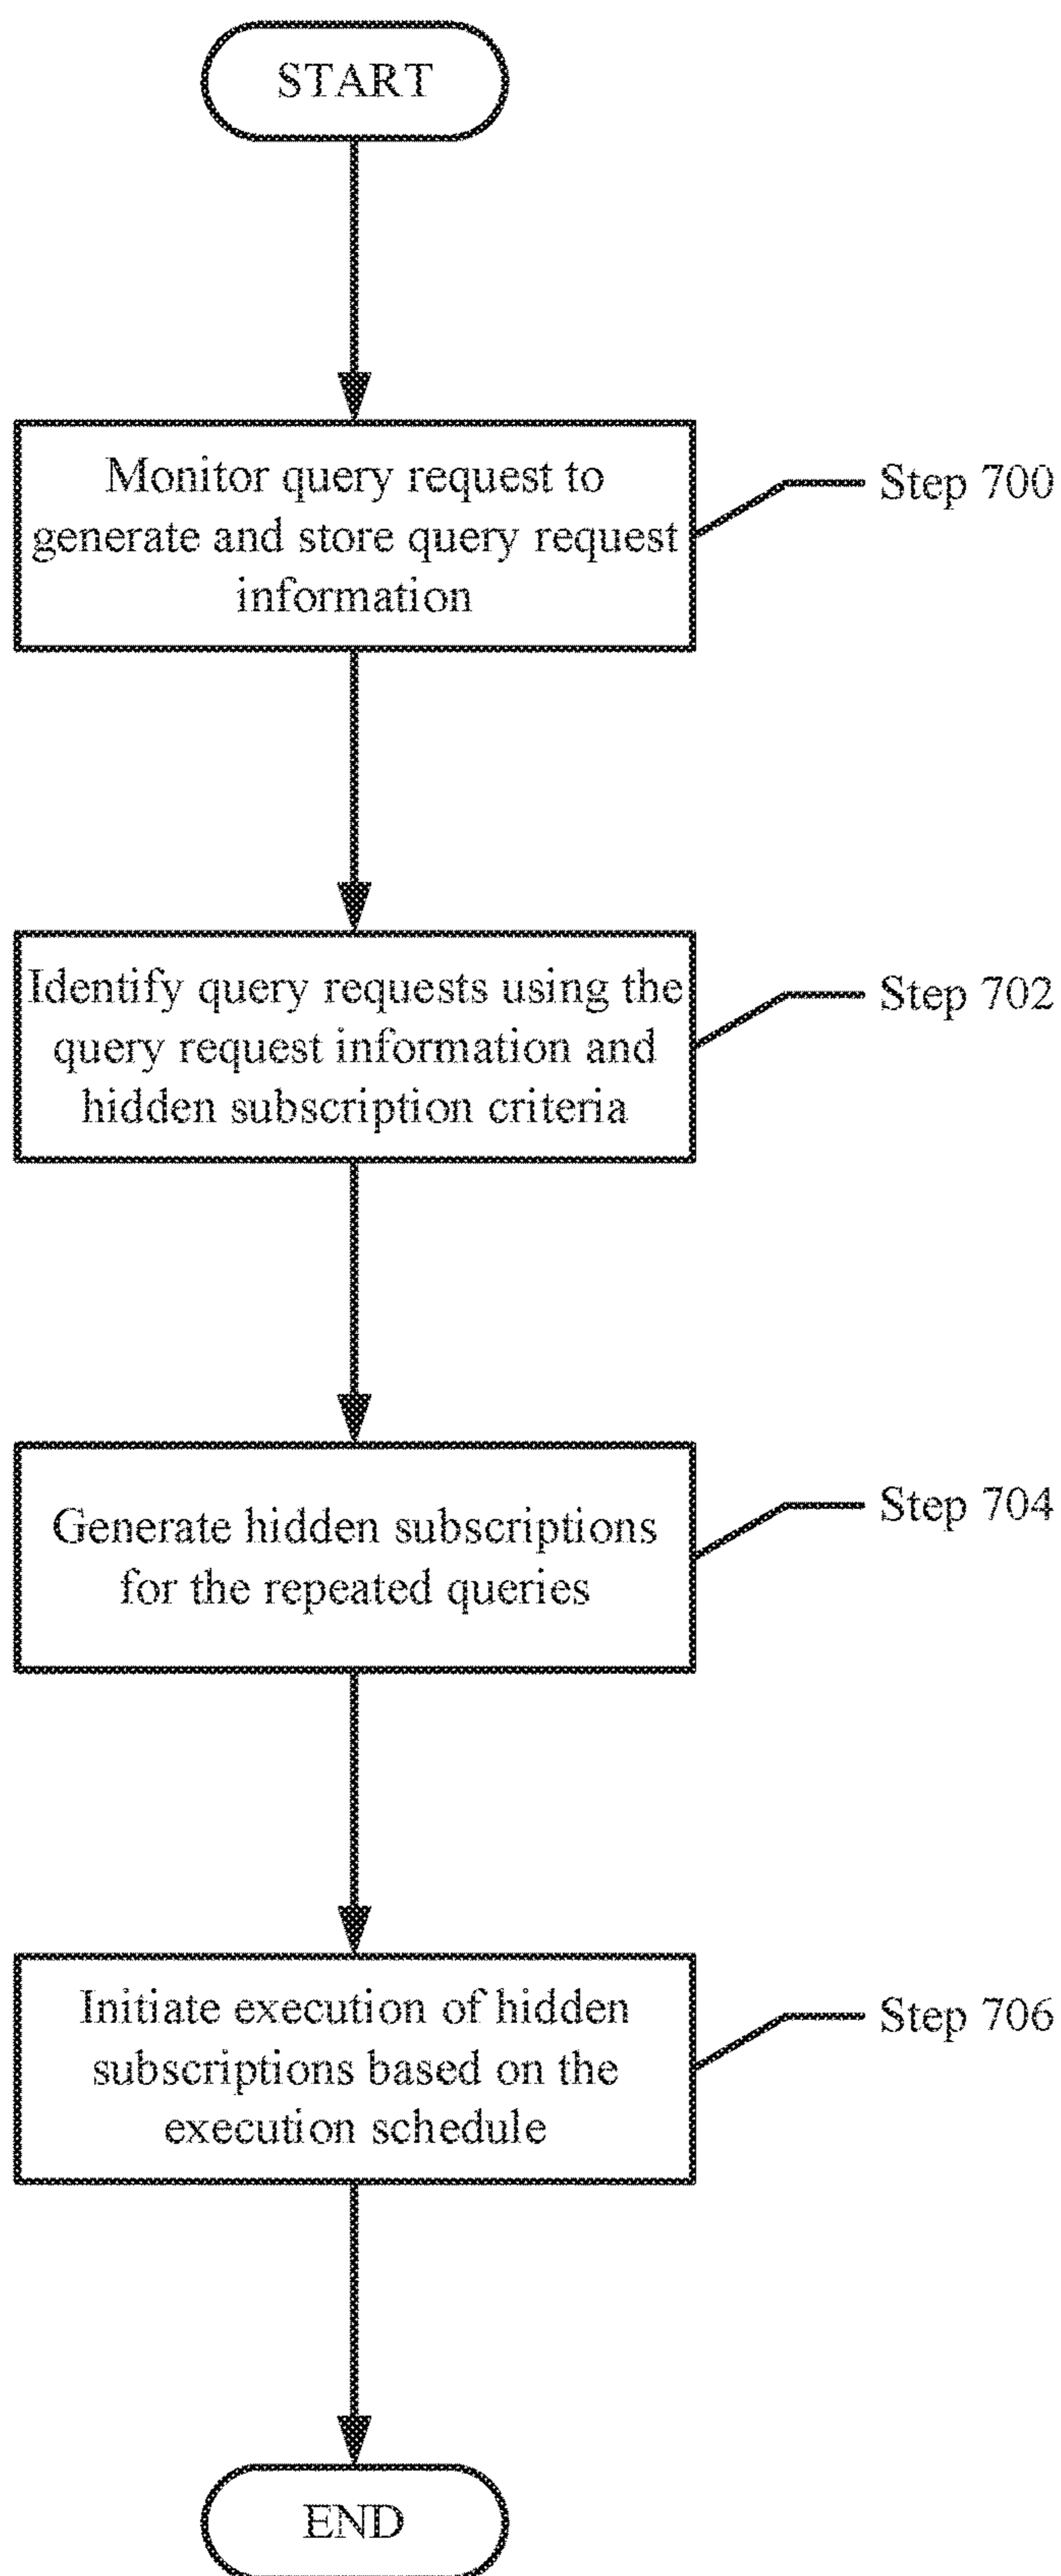 START
Monitor query request to
generate and store query request
information
Step 700
Identify query requests using the
query request information and
hidden subscription criteria
Step 702
Generate hidden subscriptions
for the repeated queries
Step 704
Initiate execution of hidden
subscriptions based on the
execution schedule
Step 706
END